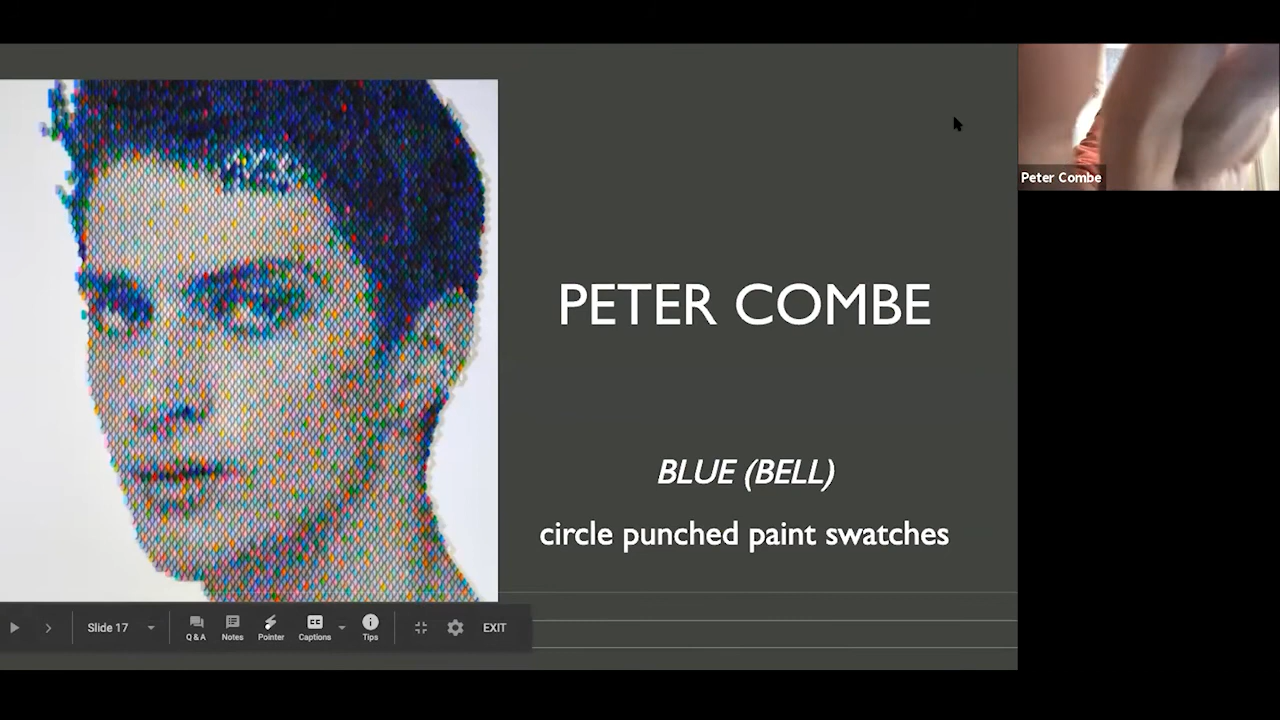 Peter Combe
PETER COMBE
BLUE (BELL)
circle punched paint swatches
Slide 17
Q & A
Notes
Pointer
Captions
Tips
EXIT